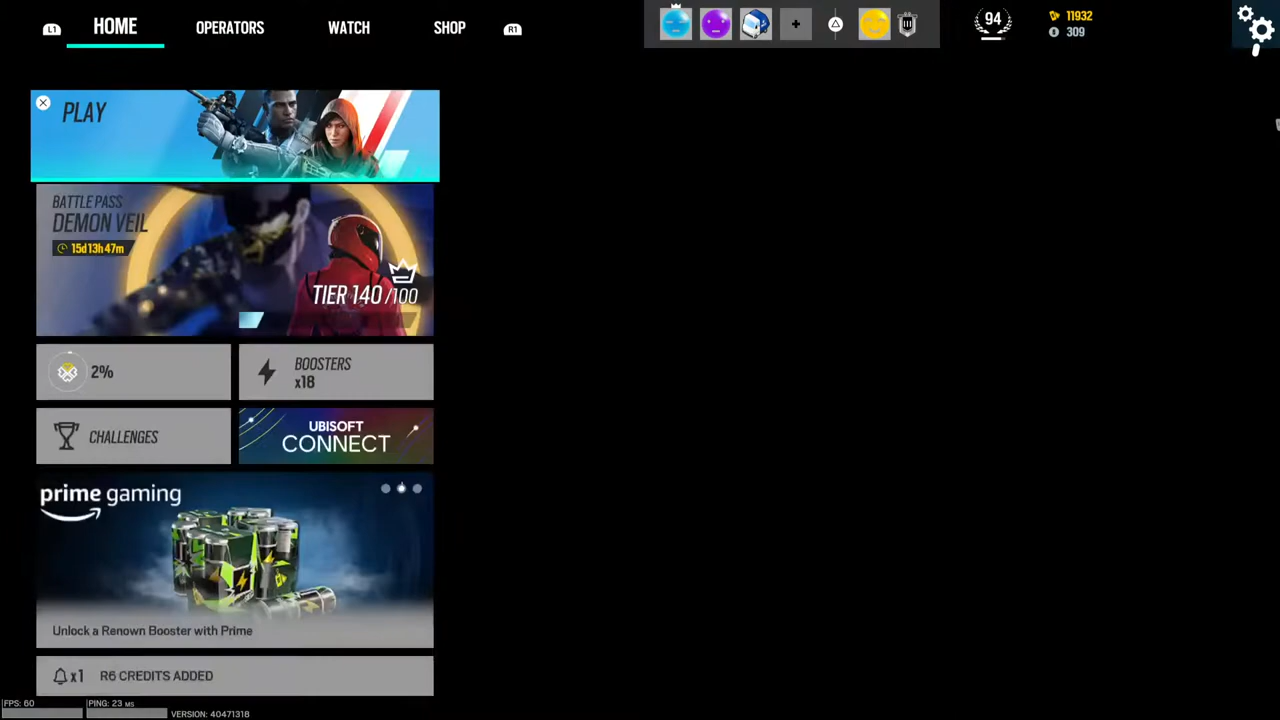 L1 HOME OPERATORS WATCH SHOP R1
94
11932
309
PLAY
BATTLE PASS
DEMON VEIL
15d13h47m
TIER 140/100
2%
BOOSTERS
x18
CHALLENGES
UBISOFT
CONNECT
prime gaming
Unlock a Renown Booster with Prime
x1 R6 CREDITS ADDED
FPS: 60 PING: 23 MS VERSION: 40471318